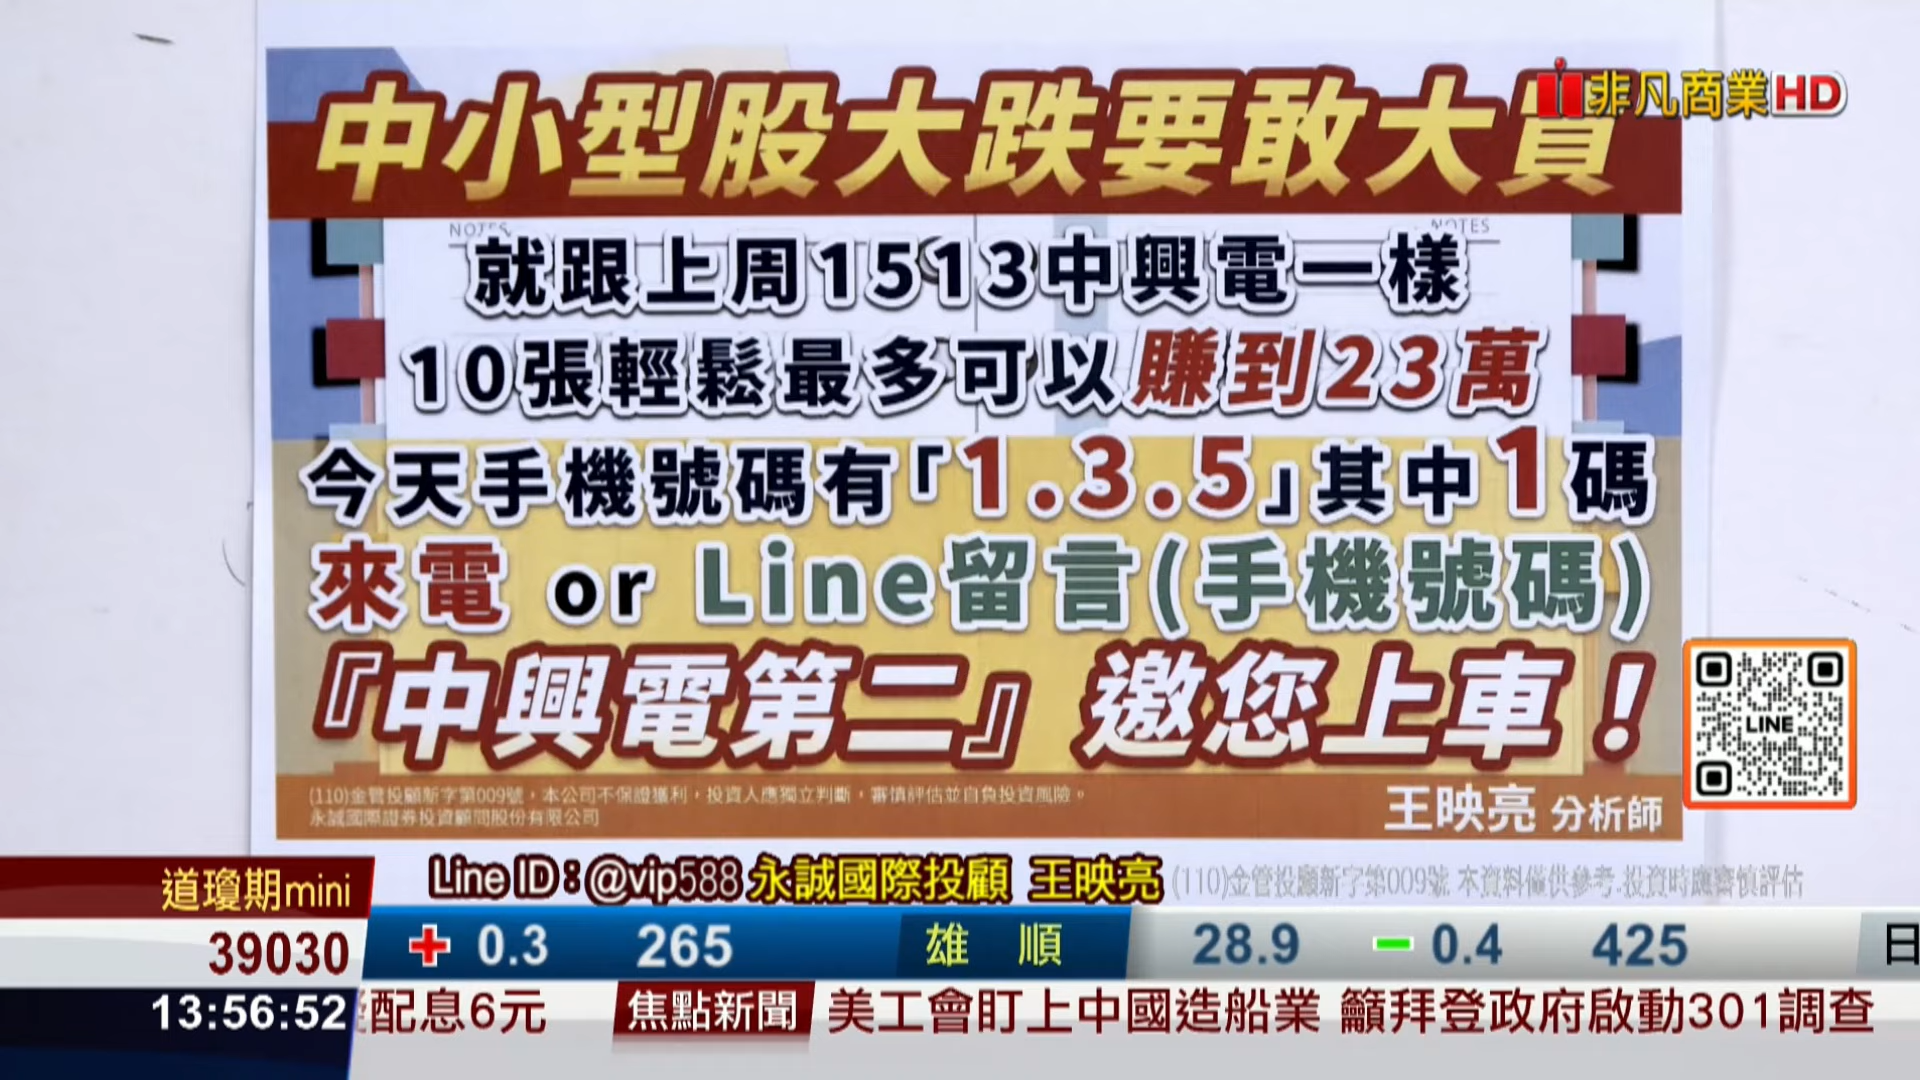 中小型股大跌要敢大買
非凡商業HD
NOTES
NOTES
就跟上周1513中興電一樣
10張輕鬆最多可以賺到23萬
今天手機號碼有「1.3.5」其中1碼
來電 or Line留言(手機號碼)
『中興電第二』邀您上車！
LINE
(110)金管投顧新字第009號，本公司不保證獲利，投資人應獨立判斷，審慎評估並自負投資風險。
永誠國際證券投資顧問股份有限公司
王映亮 分析師
Line ID：@vip588 永誠國際投顧 王映亮 (110)金管投顧新字第009號 本資料僅供參考.投資時應審慎評估
道瓊期mini
39030
0.3 265 雄 順 28.9 0.4 425 日
13:56:52
配息6元 焦點新聞 美工會盯上中國造船業 籲拜登政府啟動301調查